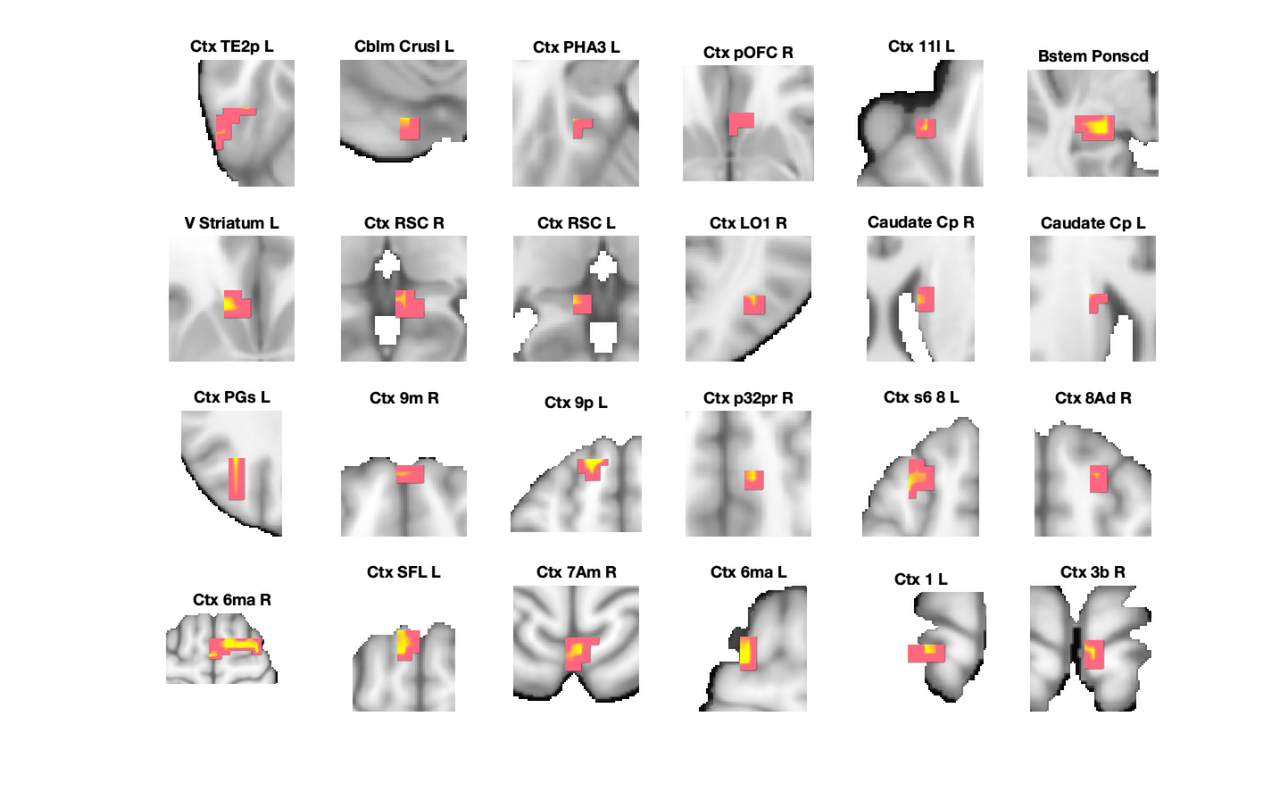 Ctx TE2p L
Cblm CrusI L
Ctx PHA3 L
Ctx pOFC R
Ctx 11l L
Bstem Ponscd
V Striatum L
Ctx RSC R
Ctx RSC L
Ctx LO1 R
Caudate Cp R
Caudate Cp L
Ctx PGs L
Ctx 9m R
Ctx 9p L
Ctx p32pr R
Ctx s6 8 L
Ctx 8Ad R
Ctx 6ma R
Ctx SFL L
Ctx 7Am R
Ctx 6ma L
Ctx 1 L
Ctx 3b R